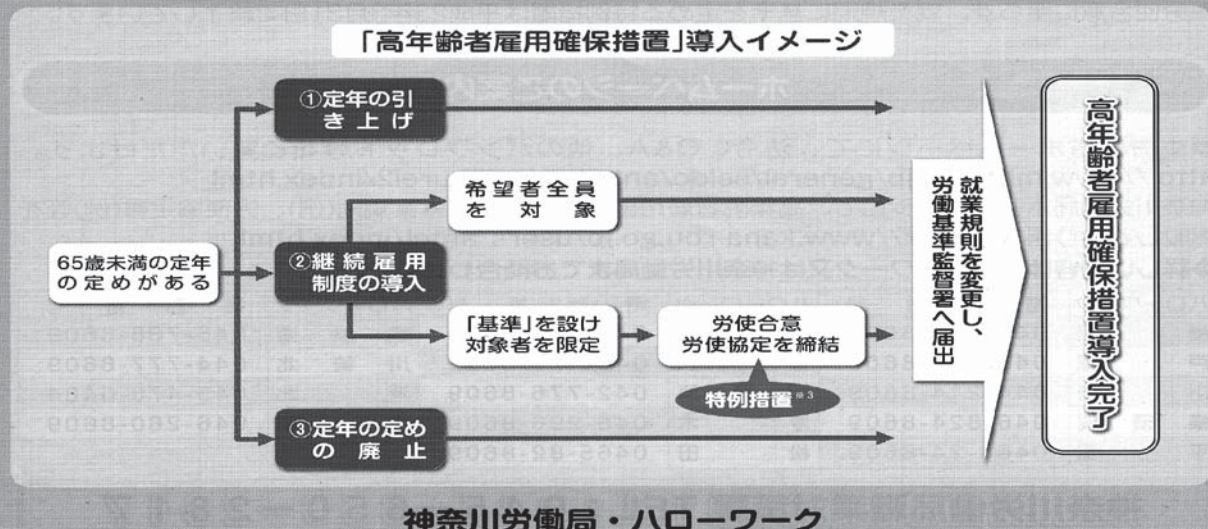 「高年齢者雇用確保措置」導入イメージ
65歳未満の定年
の定めがある
①定年の引
き上げ
②継続雇用
制度の導入
希望者全員
を対象
「基準」を設け
対象者を限定
労使合意
労使協定を締結
特例措置※3
③定年の定め
の廃止
就業規則を変更し、
労働基準監督署へ届出
高年齢者雇用確保措置導入完了
神奈川労働局・ハローワーク